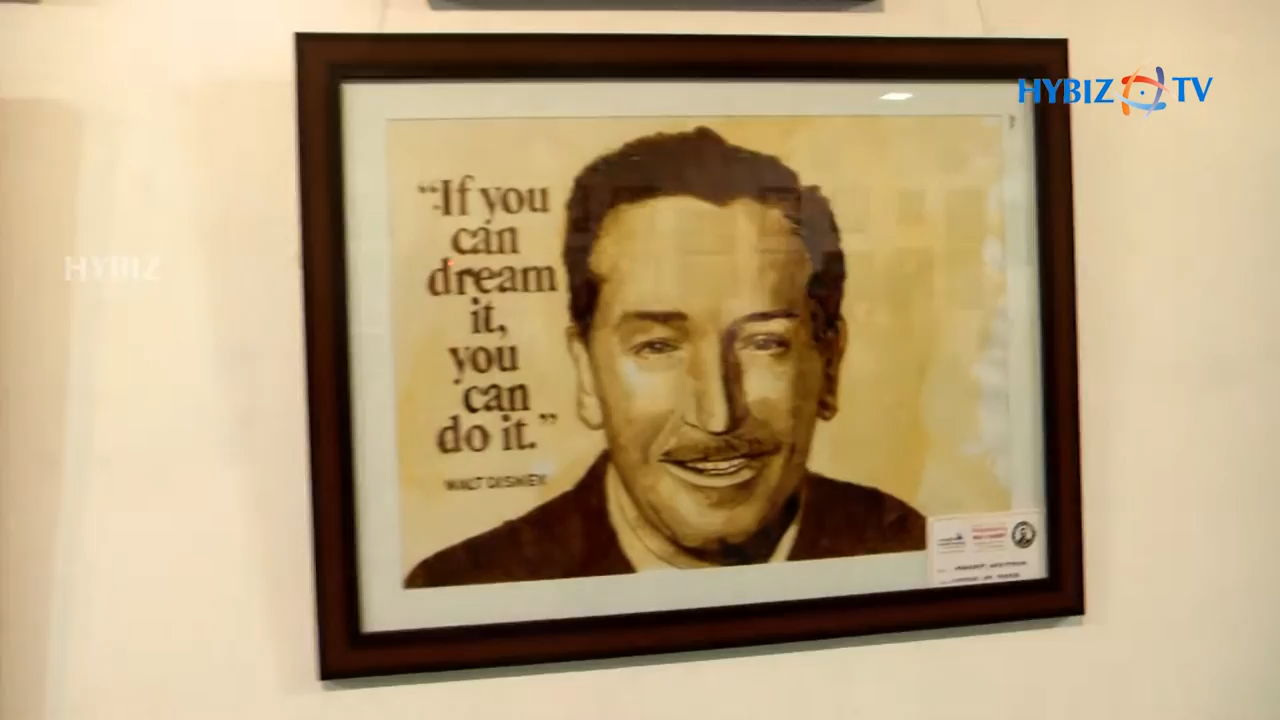 HYBIZ TV
HYBIZ
“If you
can
dream
it,
you
can
do it.”
WALT DISNEY